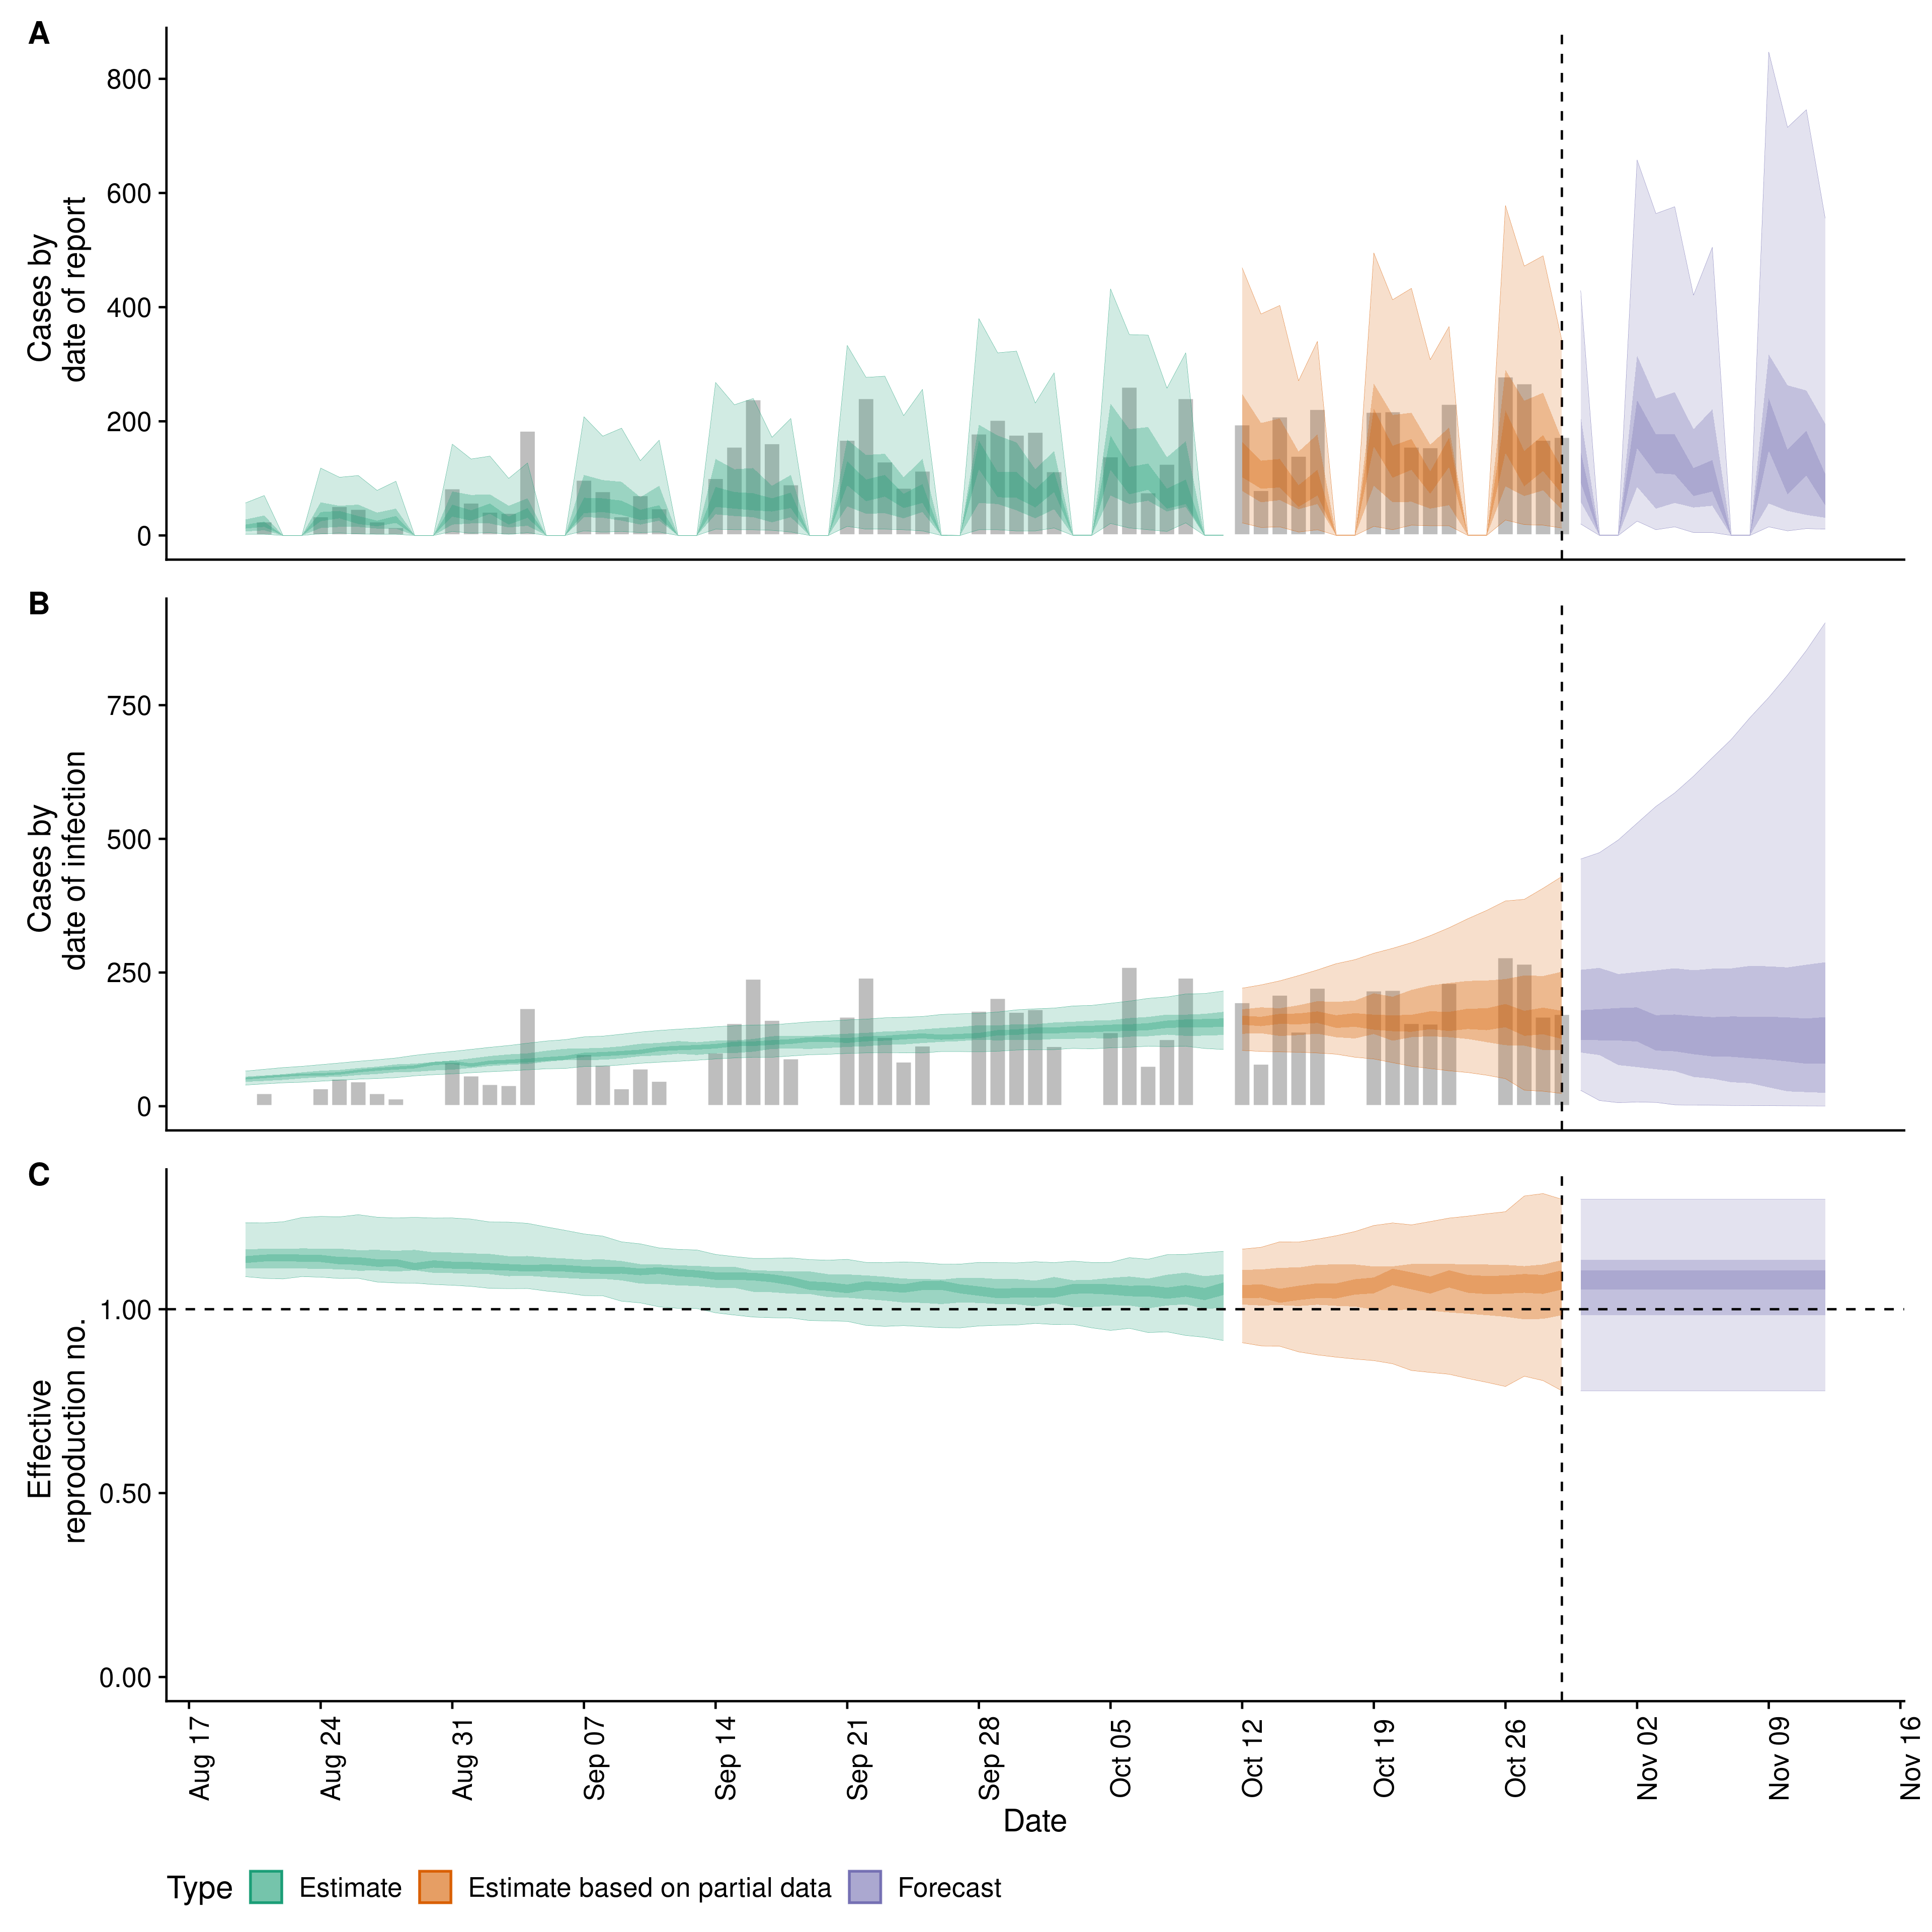 A
Cases by
date of report
800
600
400
200
0
B
Cases by
date of infection
750
500
250
0
C
Effective
reproduction no.
1.00
0.50
0.00
Aug 17
Aug 24
Aug 31
Sep 07
Sep 14
Sep 21
Sep 28
Oct 05
Oct 12
Oct 19
Oct 26
Nov 02
Nov 09
Nov 16
Date
Type Estimate Estimate based on partial data Forecast